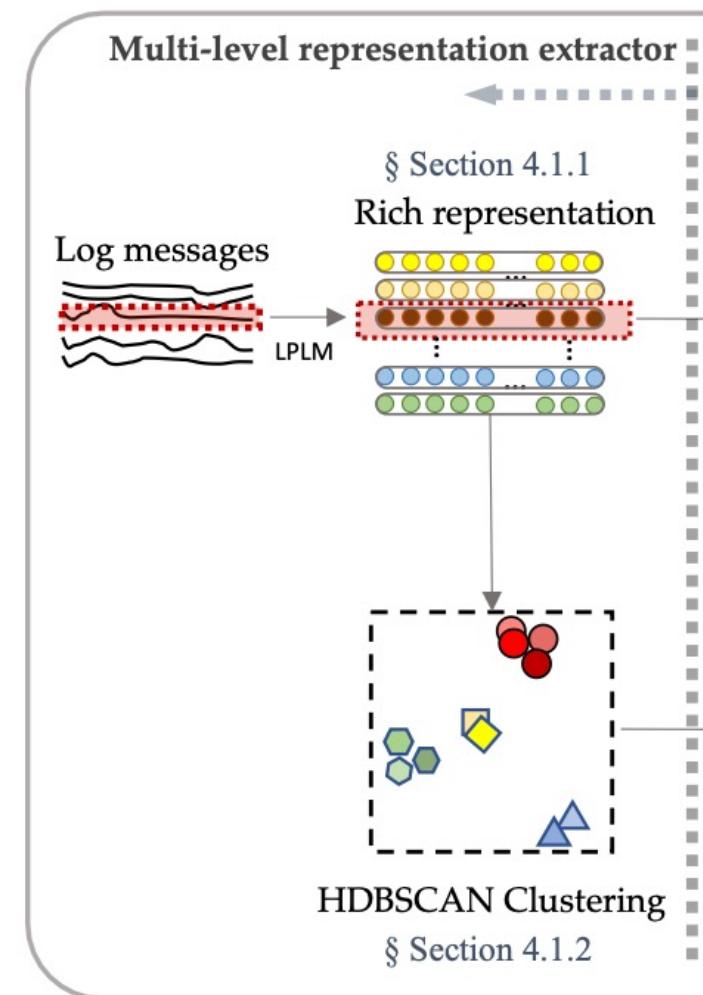 Multi-level representation extractor
§ Section 4.1.1
Rich representation
Log messages
...
...
LPLM
...
HDBSCAN Clustering
§ Section 4.1.2